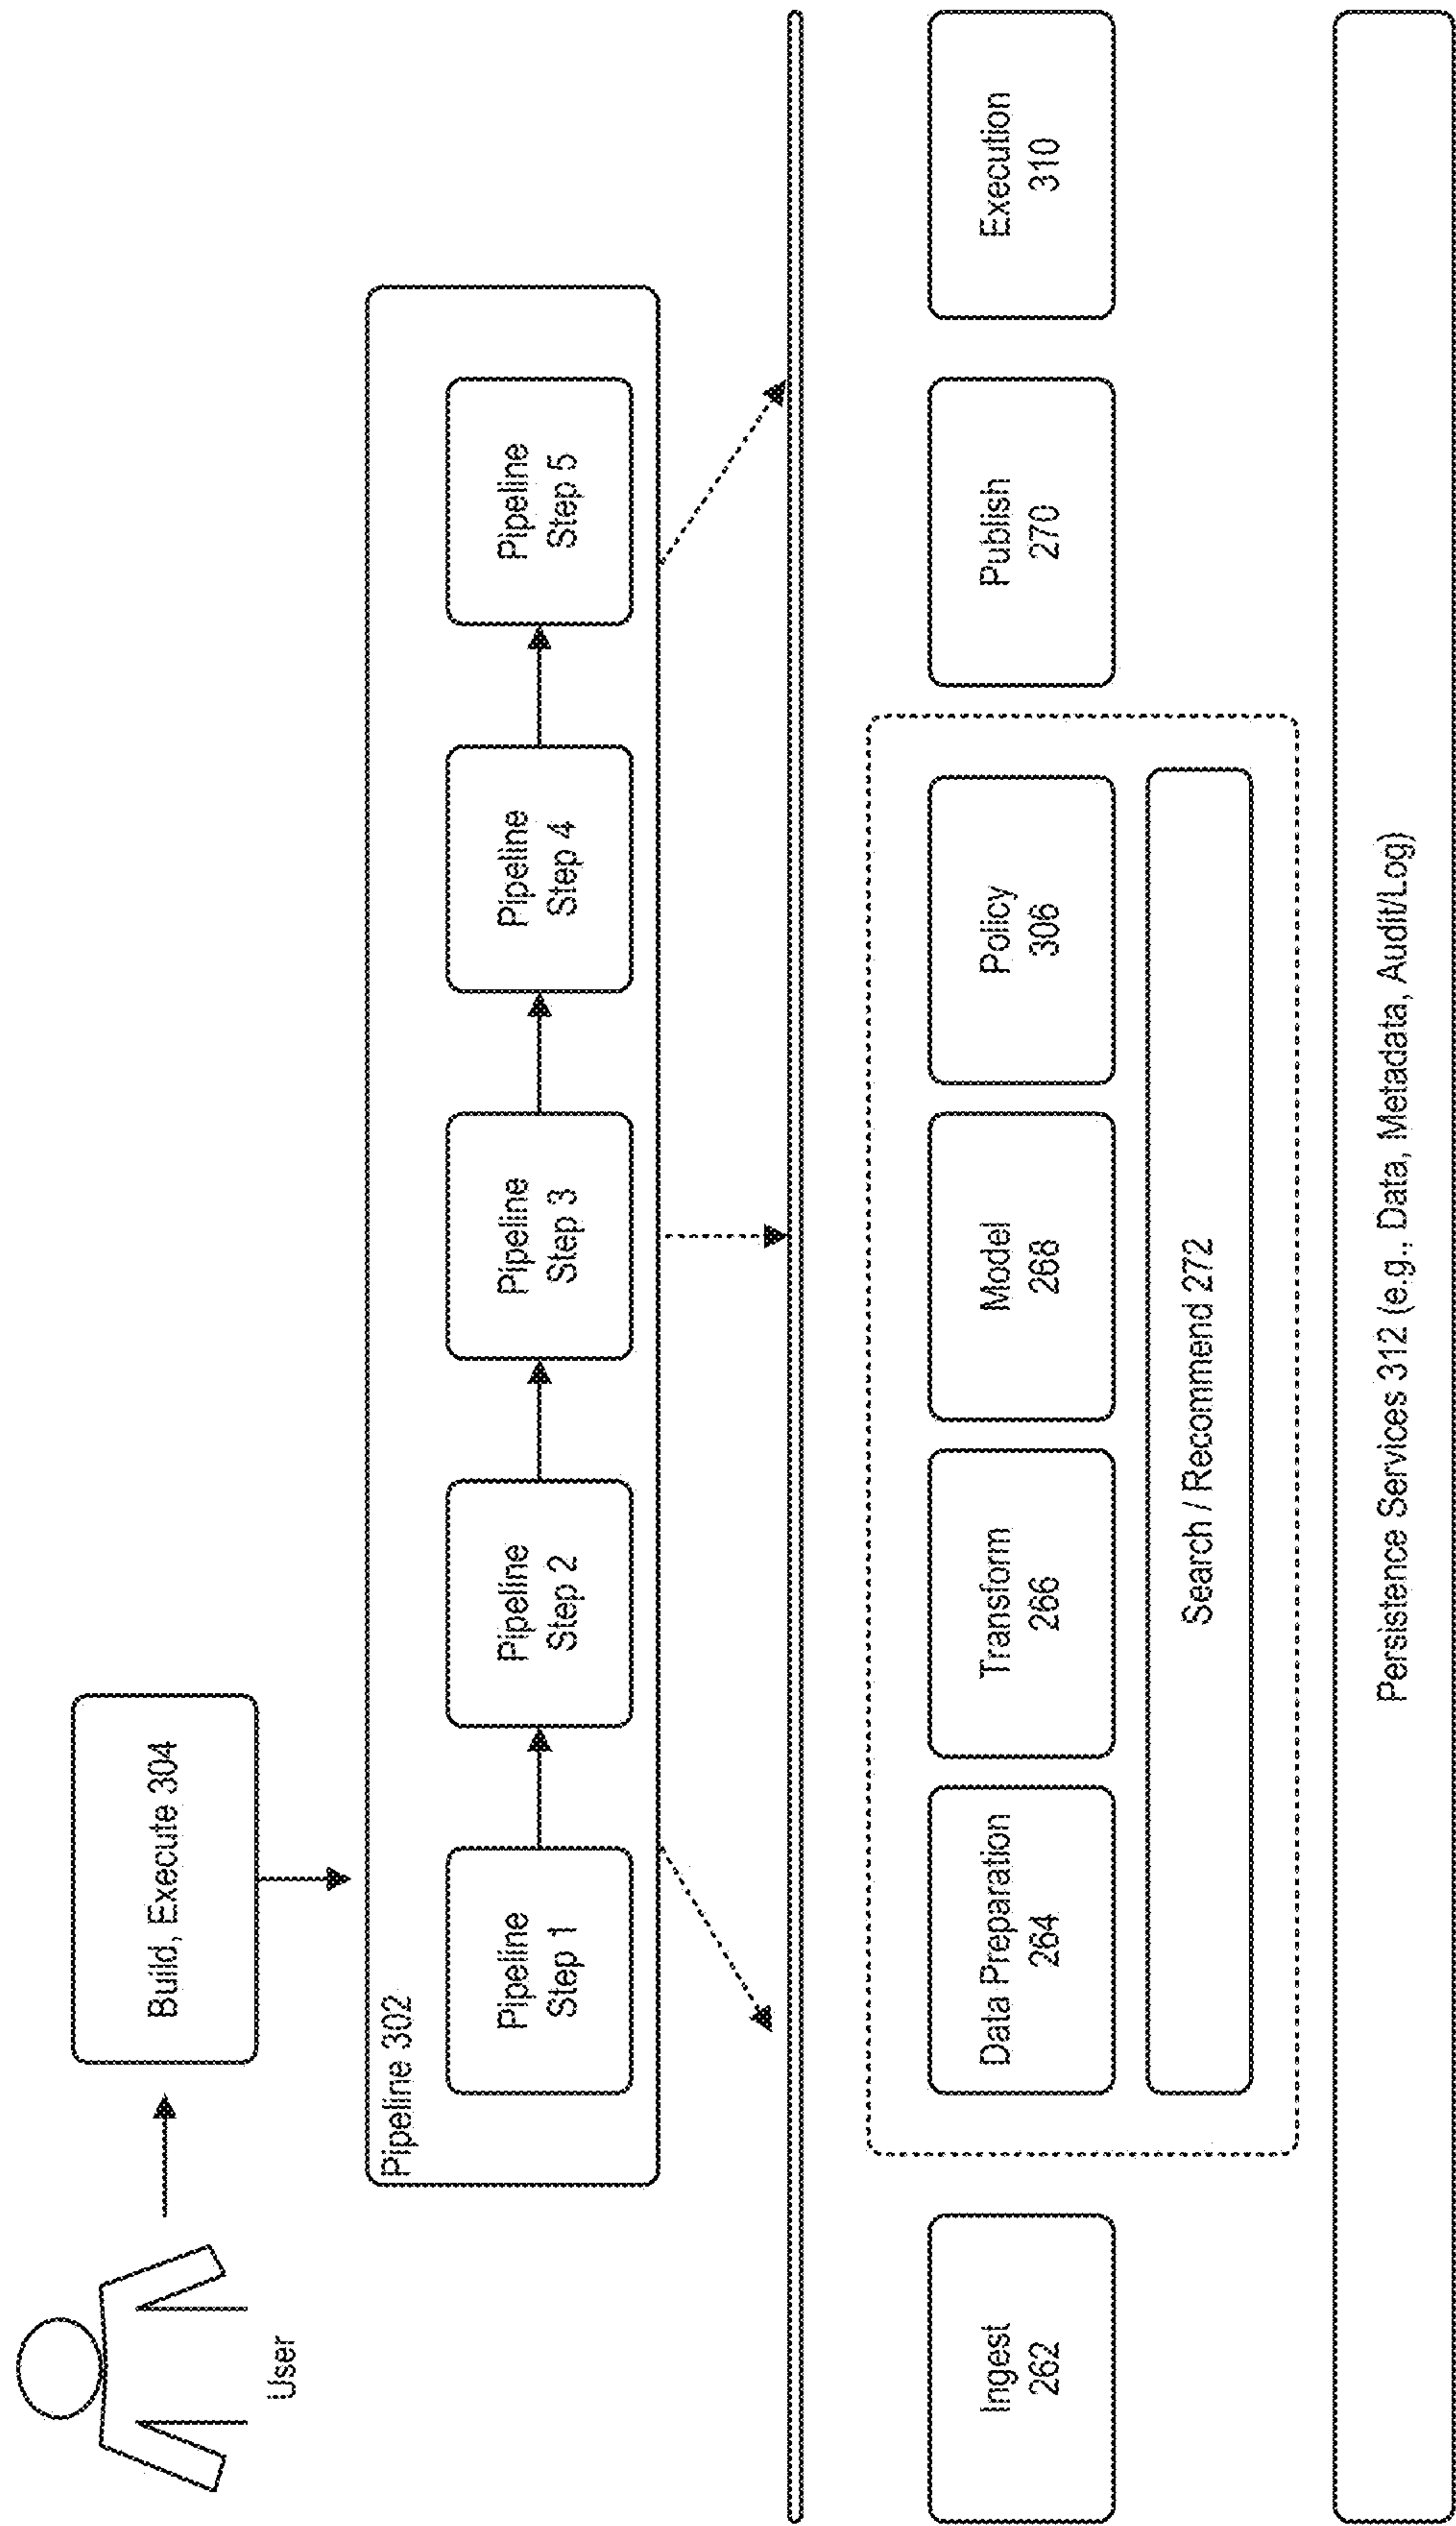 User
Build, Execute 304
Pipeline 302
Pipeline
Step 1
Pipeline
Step 2
Pipeline
Step 3
Pipeline
Step 4
Pipeline
Step 5
Ingest
262
Data Preparation
264
Transform
266
Model
268
Policy
306
Search / Recommend 272
Publish
270
Execution
310
Persistence Services 312 (e.g., Data, Metadata, Audit/Log)